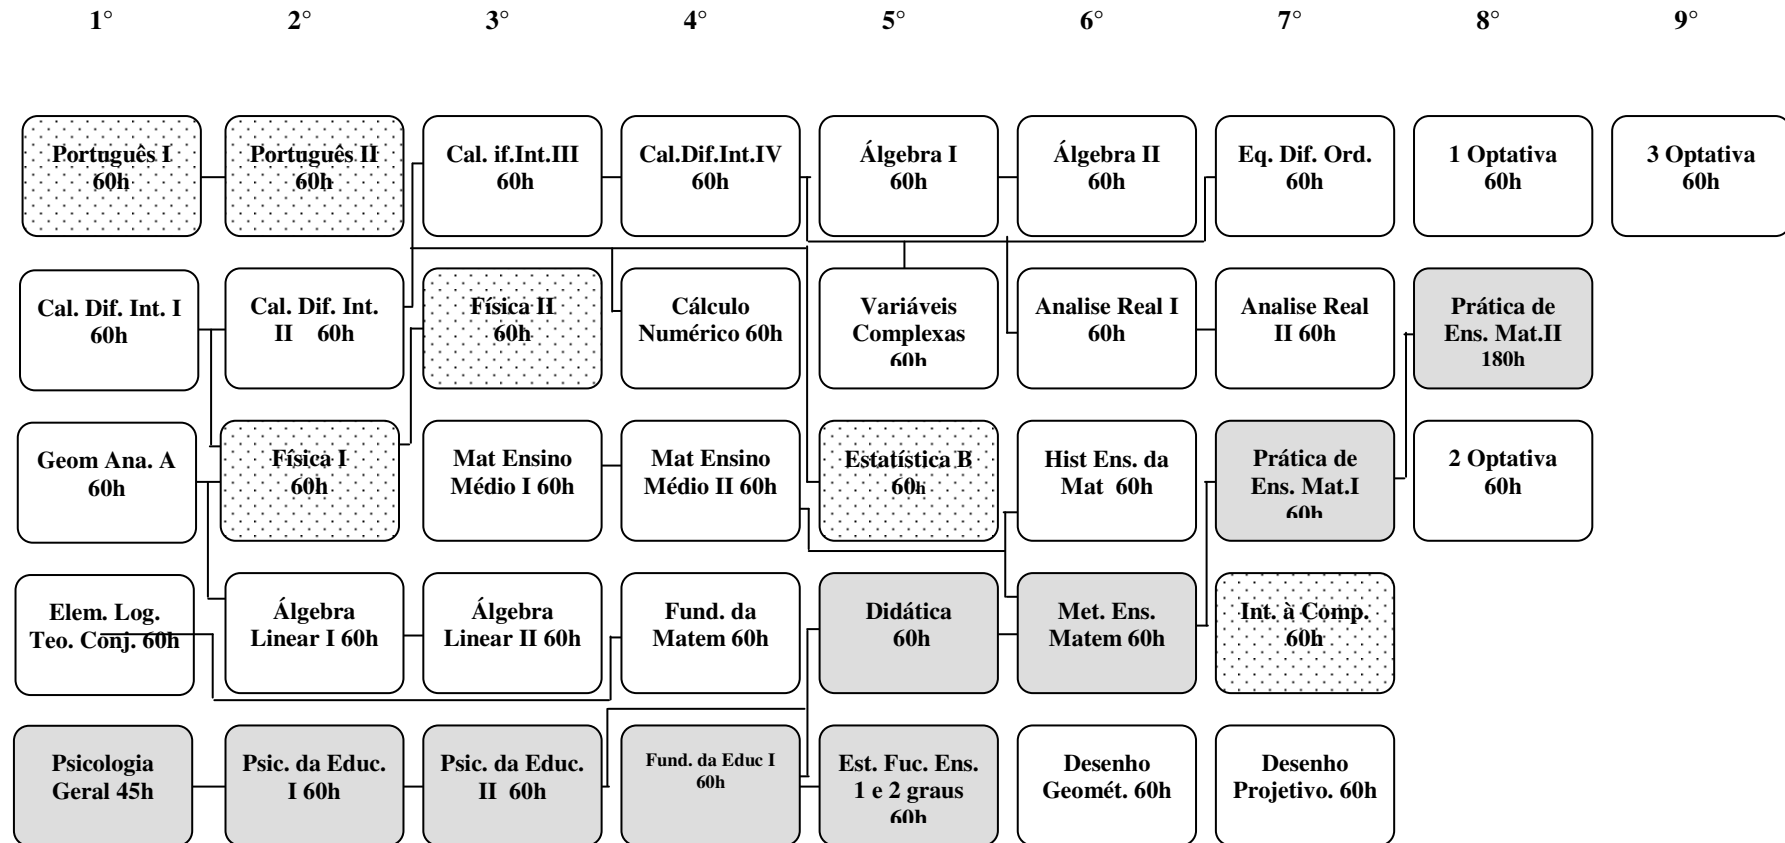 1° 2° 3° 4° 5° 6° 7° 8° 9°
Português I
60h
Português II
60h
Cal. if.Int.III
60h
Cal.Dif.Int.IV
60h
Álgebra I
60h
Álgebra II
60h
Eq. Dif. Ord.
60h
1 Optativa
60h
3 Optativa
60h
Cal. Dif. Int. I
60h
Cal. Dif. Int.
II 60h
Física II
60h
Cálculo
Numérico 60h
Variáveis
Complexas
60h
Analise Real I
60h
Analise Real
II 60h
Prática de
Ens. Mat.II
180h
Geom Ana. A
60h
Física I
60h
Mat Ensino
Médio I 60h
Mat Ensino
Médio II 60h
Estatística B
60h
Hist Ens. da
Mat 60h
Prática de
Ens. Mat.I
60h
2 Optativa
60h
Elem. Log.
Teo. Conj. 60h
Álgebra
Linear I 60h
Álgebra
Linear II 60h
Fund. da
Matem 60h
Didática
60h
Met. Ens.
Matem 60h
Int. à Comp.
60h
Psicologia
Geral 45h
Psic. da Educ.
I 60h
Psic. da Educ.
II 60h
Fund. da Educ I
60h
Est. Fuc. Ens.
1 e 2 graus
60h
Desenho
Geomét. 60h
Desenho
Projetivo. 60h